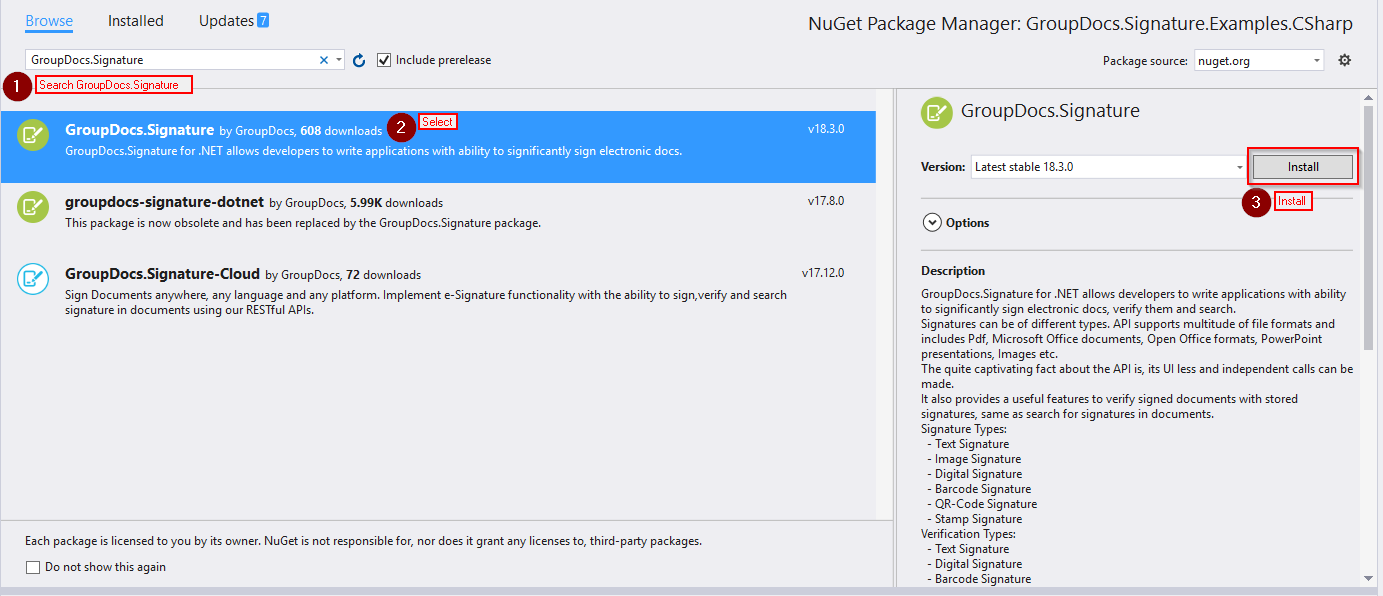 Browse Installed Updates 7
NuGet Package Manager: GroupDocs.Signature.Examples.CSharp
GroupDocs.Signature
Include prerelease
Package source: nuget.org
1 Search GroupDocs.Signature
GroupDocs.Signature by GroupDocs, 608 downloads
2 Select
v18.3.0
GroupDocs.Signature for .NET allows developers to write applications with ability to significantly sign electronic docs.
groupdocs-signature-dotnet by GroupDocs, 5.99K downloads
v17.8.0
This package is now obsolete and has been replaced by the GroupDocs.Signature package.
GroupDocs.Signature-Cloud by GroupDocs, 72 downloads
v17.12.0
Sign Documents anywhere, any language and any platform. Implement e-Signature functionality with the ability to sign,verify and search
signature in documents using our RESTful APIs.
Each package is licensed to you by its owner. NuGet is not responsible for, nor does it grant any licenses to, third-party packages.
Do not show this again
GroupDocs.Signature
Version: Latest stable 18.3.0
Install
3 Install
Options
Description
GroupDocs.Signature for .NET allows developers to write applications with ability
to significantly sign electronic docs, verify them and search.
Signatures can be of different types. API supports multitude of file formats and
includes Pdf, Microsoft Office documents, Open Office formats, PowerPoint
presentations, Images etc.
The quite captivating fact about the API is, its UI less and independent calls can be
made.
It also provides a useful features to verify signed documents with stored
signatures, same as search for signatures in documents.
Signature Types:
- Text Signature
- Image Signature
- Digital Signature
- Barcode Signature
- QR-Code Signature
- Stamp Signature
Verification Types:
- Text Signature
- Digital Signature
- Barcode Signature